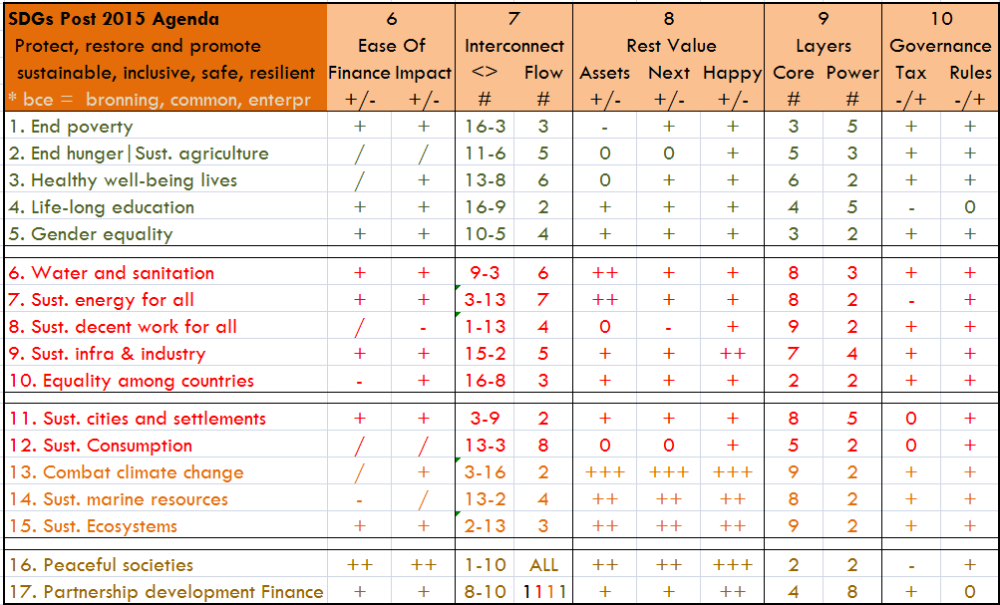 SDGs Post 2015 Agenda 6 7 8 9 10
Protect, restore and promote Ease Of Interconnect Rest Value Layers Governance
sustainable, inclusive, safe, resilient Finance Impact <> Flow Assets Next Happy Core Power Tax Rules
* bce = bronning, common, enterpr +/- +/- # # +/- +/- +/- # # -/+ -/+
1. End poverty + + 16-3 3 - + + 3 5 + +
2. End hunger|Sust. agriculture / / 11-6 5 0 0 + 5 3 + +
3. Healthy well-being lives / + 13-8 6 0 + + 6 2 + +
4. Life-long education + + 16-9 2 + + + 4 5 - 0
5. Gender equality + + 10-5 4 + + + 3 2 + +
6. Water and sanitation + + 9-3 6 ++ + + 8 3 + +
7. Sust. energy for all + + 3-13 7 ++ + + 8 2 - +
8. Sust. decent work for all / - 1-13 4 0 - + 9 2 + +
9. Sust. infra & industry + + 15-2 5 + + ++ 7 4 + +
10. Equality among countries - + 16-8 3 + + + 2 2 + +
11. Sust. cities and settlements + + 3-9 2 + + + 8 5 0 +
12. Sust. Consumption / / 13-3 8 0 0 + 5 2 0 +
13. Combat climate change / + 3-16 2 +++ +++ +++ 9 2 + +
14. Sust. marine resources - / 13-2 4 ++ ++ ++ 8 2 + +
15. Sust. Ecosystems + + 2-13 3 ++ ++ ++ 9 2 + +
16. Peaceful societies ++ ++ 1-10 ALL ++ ++ +++ 2 2 - +
17. Partnership development Finance + + 8-10 1111 + + ++ 4 8 + 0